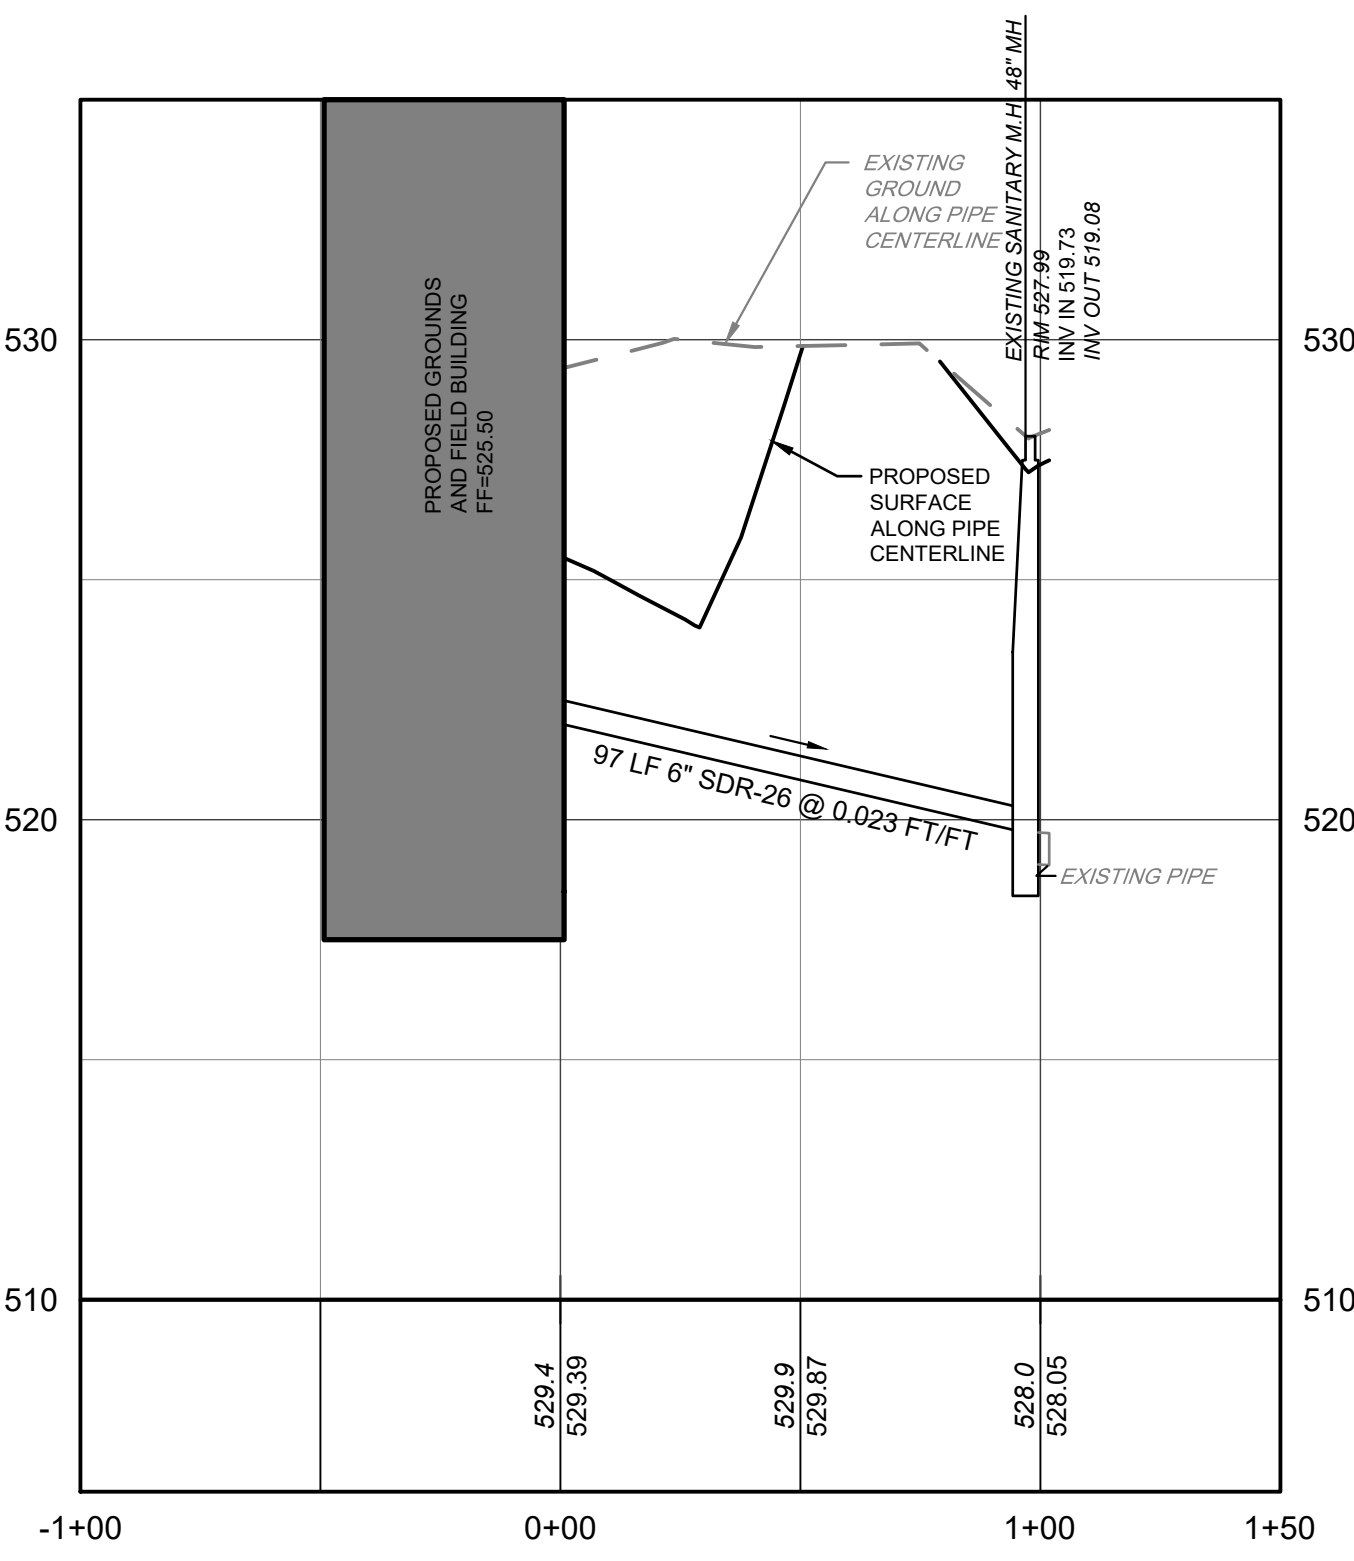 EXISTING SANITARY M.H 48" MH
RIM 527.99
INV IN 519.73
INV OUT 519.08
EXISTING
GROUND
ALONG PIPE
CENTERLINE
530
530
PROPOSED GROUNDS
AND FIELD BUILDING
FF=525.50
PROPOSED
SURFACE
ALONG PIPE
CENTERLINE
97 LF 6" SDR-26 @ 0.023 FT/FT
520
520
EXISTING PIPE
510
510
529.4
529.39
529.9
529.87
528.0
528.05
-1+00
0+00
1+00
1+50